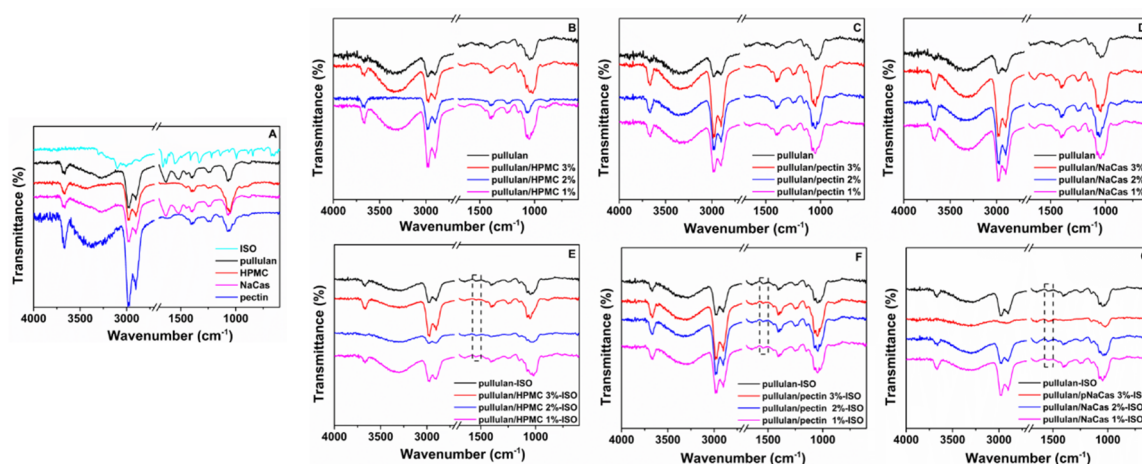 A
Transmittance (%)
ISO
pullulan
HPMC
NaCas
pectin
4000 3500 3000 1500 1000
Wavenumber (cm-1)
B
Transmittance (%)
pullulan
pullulan/HPMC 3%
pullulan/HPMC 2%
pullulan/HPMC 1%
4000 3500 3000 1500 1000
Wavenumber (cm-1)
C
Transmittance (%)
pullulan
pullulan/pectin 3%
pullulan/pectin 2%
pullulan/pectin 1%
4000 3500 3000 1500 1000
Wavenumber (cm-1)
D
Transmittance (%)
pullulan
pullulan/NaCas 3%
pullulan/NaCas 2%
pullulan/NaCas 1%
4000 3500 3000 1500 1000
Wavenumber (cm-1)
E
Transmittance (%)
pullulan-ISO
pullulan/HPMC 3%-ISO
pullulan/HPMC 2%-ISO
pullulan/HPMC 1%-ISO
4000 3500 3000 1500 1000
Wavenumber (cm-1)
F
Transmittance (%)
pullulan-ISO
pullulan/pectin 3%-ISO
pullulan/pectin 2%-ISO
pullulan/pectin 1%-ISO
4000 3500 3000 1500 1000
Wavenumber (cm-1)
Transmittance (%)
pullulan-ISO
pullulan/pNaCas 3%-ISO
pullulan/NaCas 2%-ISO
pullulan/NaCas 1%-ISO
4000 3500 3000 1500 1000
Wavenumber (cm-1)